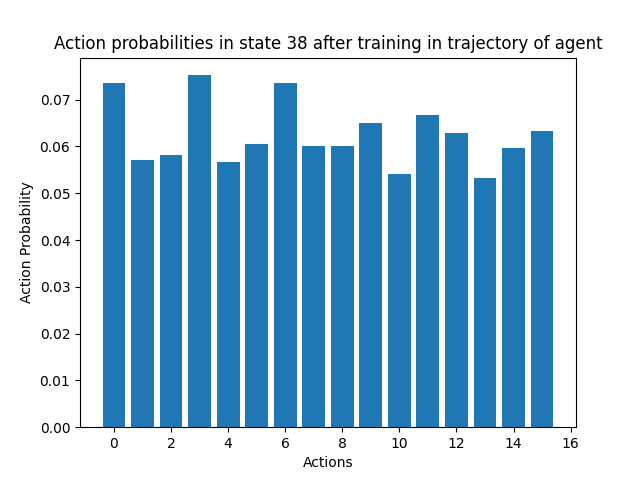 Action probabilities in state 38 after training in trajectory of agent
0.07
0.06
0.05
0.04
0.03
0.02
0.01
0.00
Action Probability
0 2 4 6 8 10 12 14 16
Actions